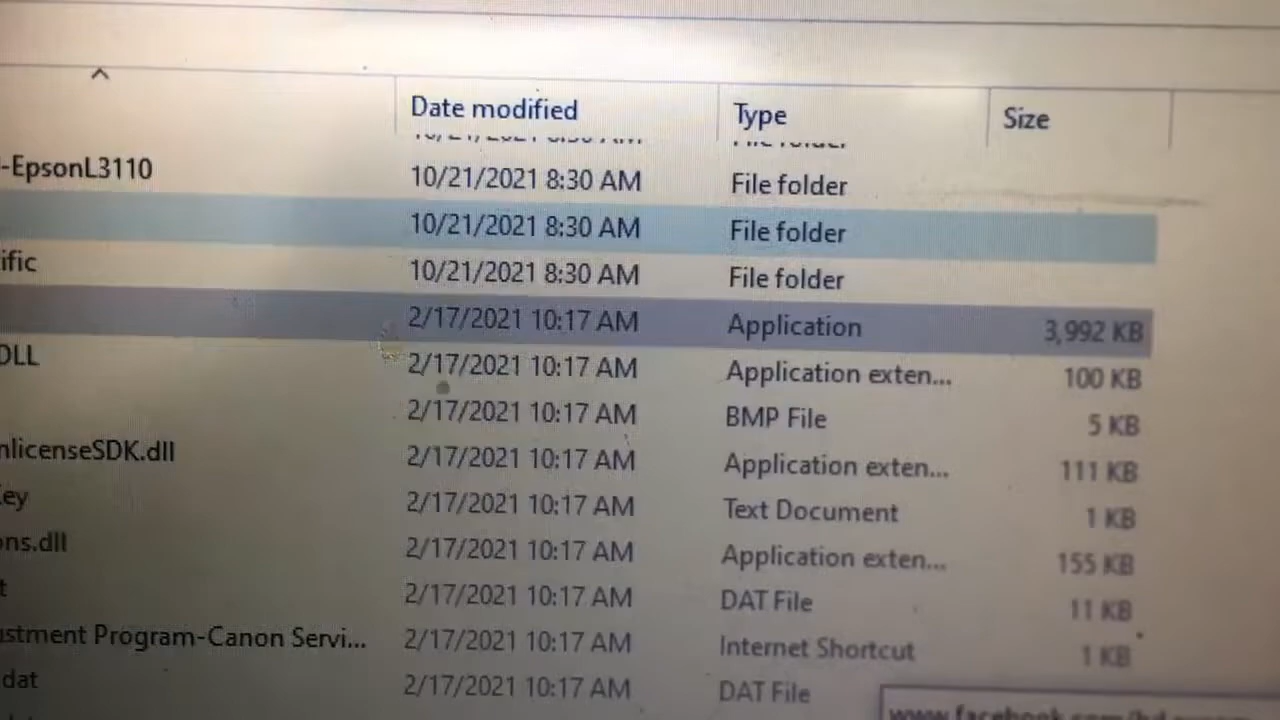 Date modified Type Size
-EpsonL3110 10/21/2021 8:30 AM File folder
10/21/2021 8:30 AM File folder
ific 10/21/2021 8:30 AM File folder
2/17/2021 10:17 AM Application 3,992 KB
DLL 2/17/2021 10:17 AM Application exten... 100 KB
2/17/2021 10:17 AM BMP File 5 KB
nlicenseSDK.dll 2/17/2021 10:17 AM Application exten... 111 KB
Key 2/17/2021 10:17 AM Text Document 1 KB
ons.dll 2/17/2021 10:17 AM Application exten... 155 KB
t 2/17/2021 10:17 AM DAT File 11 KB
ustment Program-Canon Servi... 2/17/2021 10:17 AM Internet Shortcut 1 KB
dat 2/17/2021 10:17 AM DAT File